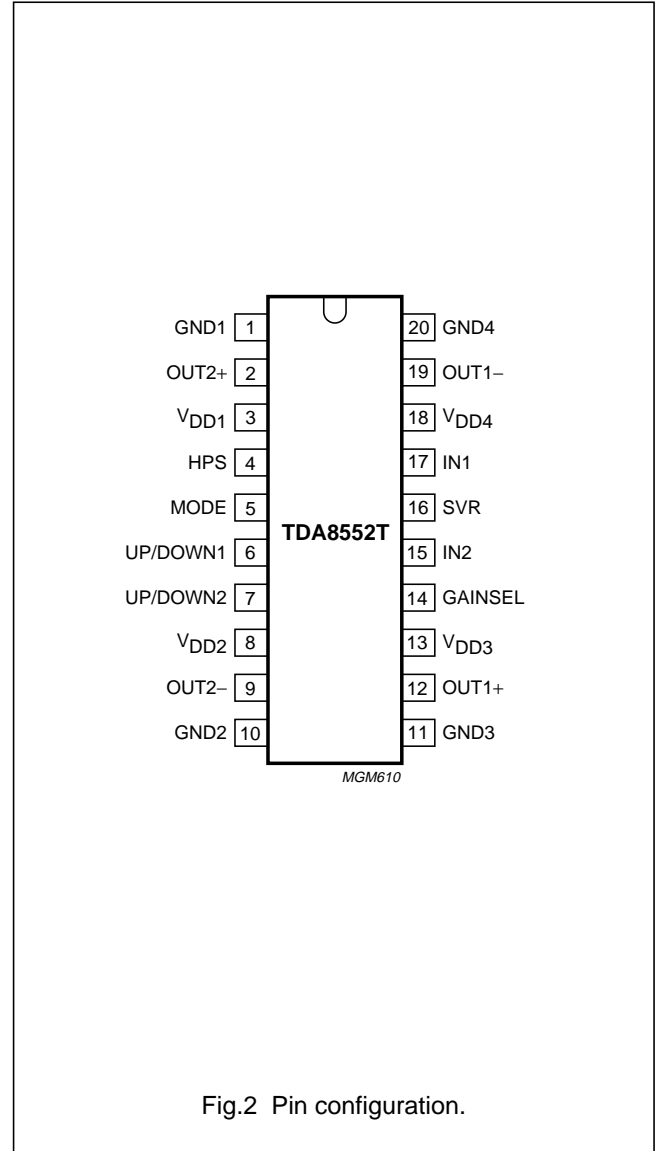 GND1 1 20 GND4
OUT2+ 2 19 OUT1−
VDD1 3 18 VDD4
HPS 4 17 IN1
MODE 5 16 SVR
TDA8552T
UP/DOWN1 6 15 IN2
UP/DOWN2 7 14 GAINSEL
VDD2 8 13 VDD3
OUT2− 9 12 OUT1+
GND2 10 11 GND3
MGM610
Fig.2 Pin configuration.